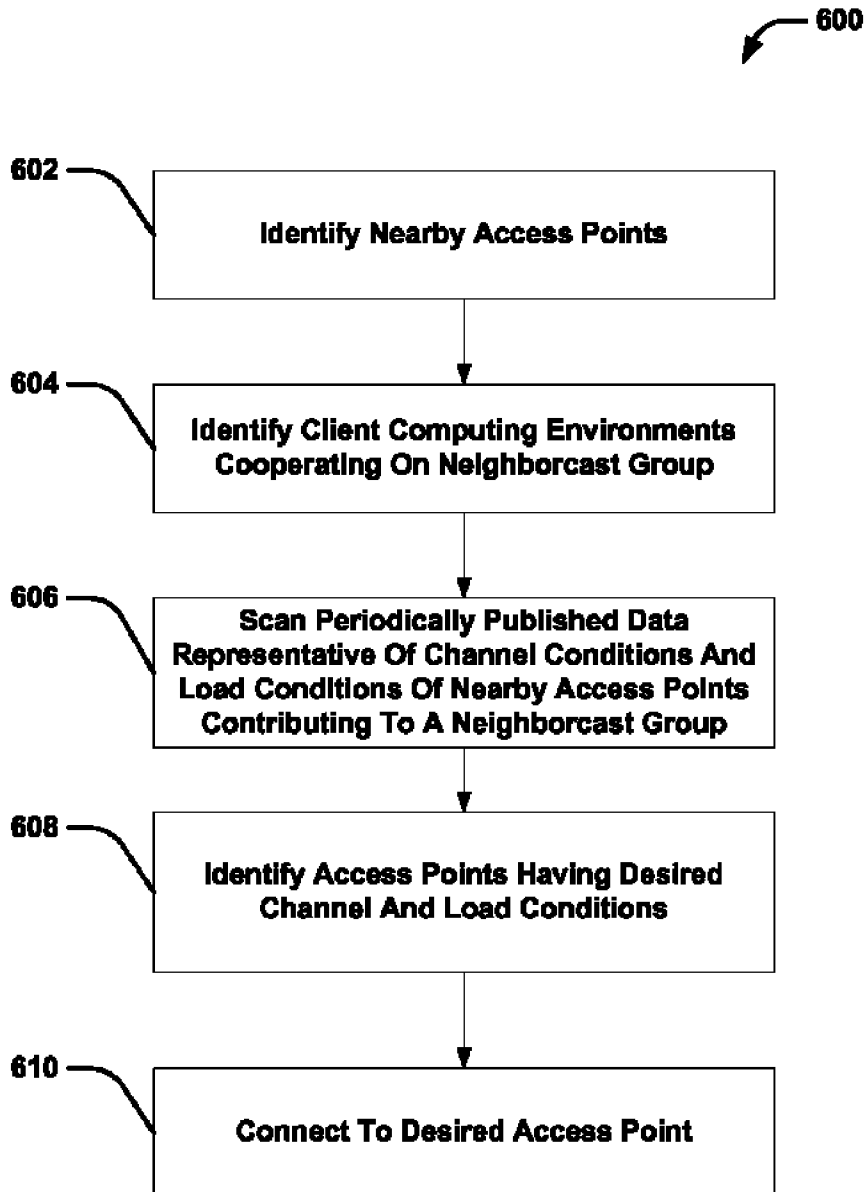 600
602
Identify Nearby Access Points
604
Identify Client Computing Environments
Cooperating On Neighborcast Group
606
Scan Periodically Published Data
Representative Of Channel Conditions And
Load Conditions Of Nearby Access Points
Contributing To A Neighborcast Group
608
Identify Access Points Having Desired
Channel And Load Conditions
610
Connect To Desired Access Point